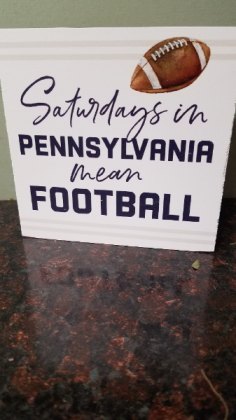 Saturdays in
PENNSYLVANIA
mean
FOOTBALL